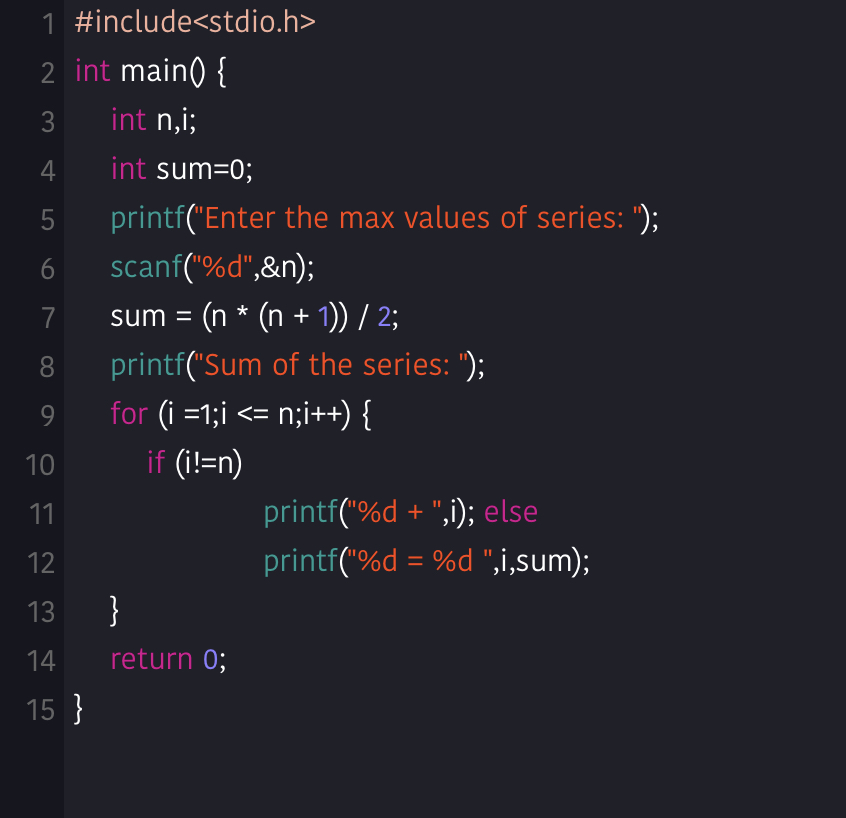 1 #include<stdio.h>
2 int main() {
3 int n,i;
4 int sum=0;
5 printf("Enter the max values of series: ");
6 scanf("%d",&n);
7 sum = (n * (n + 1)) / 2;
8 printf("Sum of the series: ");
9 for (i =1;i <= n;i++) {
10 if (i!=n)
11 printf("%d + ",i); else
12 printf("%d = %d ",i,sum);
13 }
14 return 0;
15 }